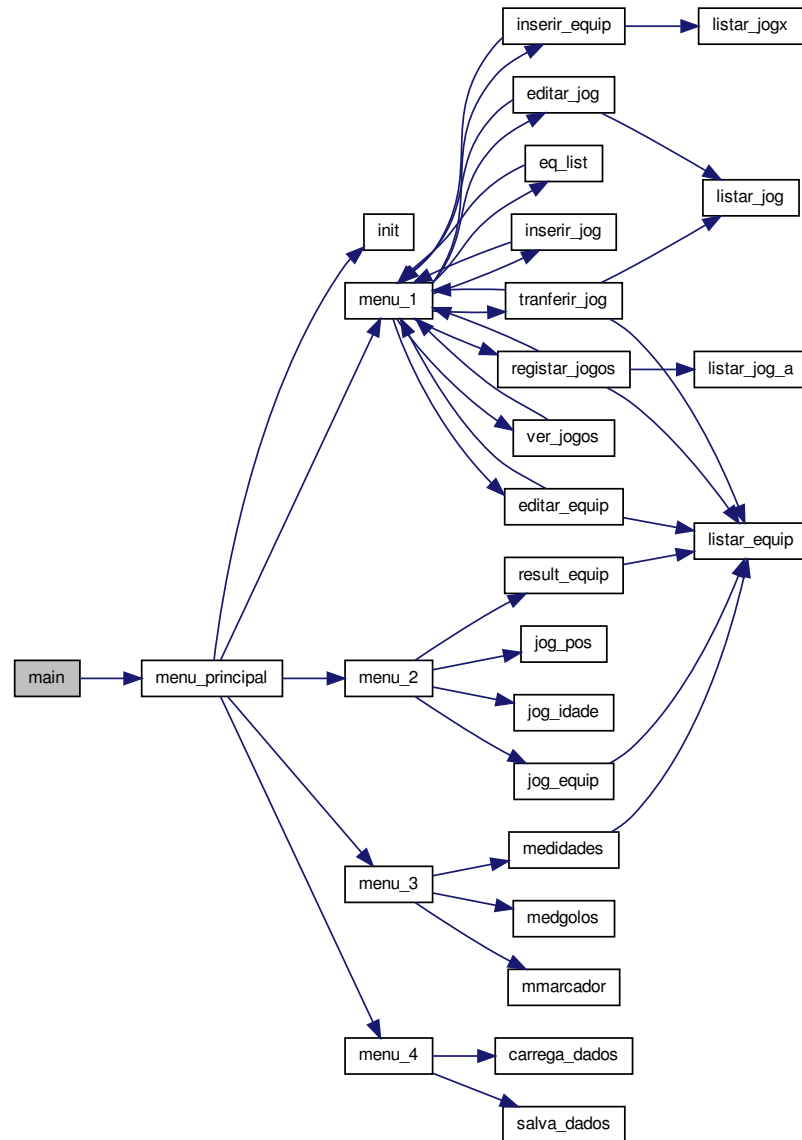 inserir_equip
listar_jogx
editar_jog
eq_list
listar_jog
init
inserir_jog
menu_1
tranferir_jog
registar_jogos
listar_jog_a
ver_jogos
editar_equip
listar_equip
result_equip
jog_pos
main
menu_principal
menu_2
jog_idade
jog_equip
medidades
menu_3
medgolos
mmarcador
menu_4
carrega_dados
salva_dados